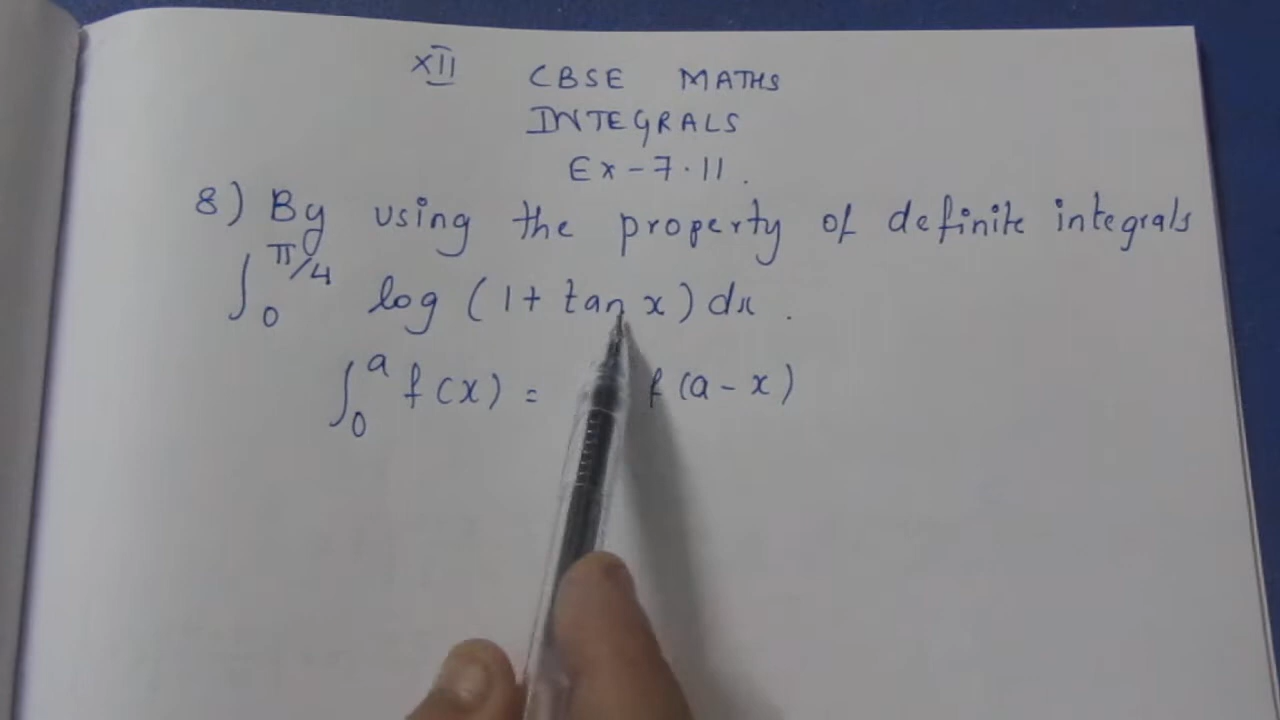 XII CBSE MATHS
INTEGRALS
Ex-7.11.
8) By using the property of definite integrals
∫₀^π/4 log (1+ tan x) dx .
∫₀^a f(x) = f(a-x)